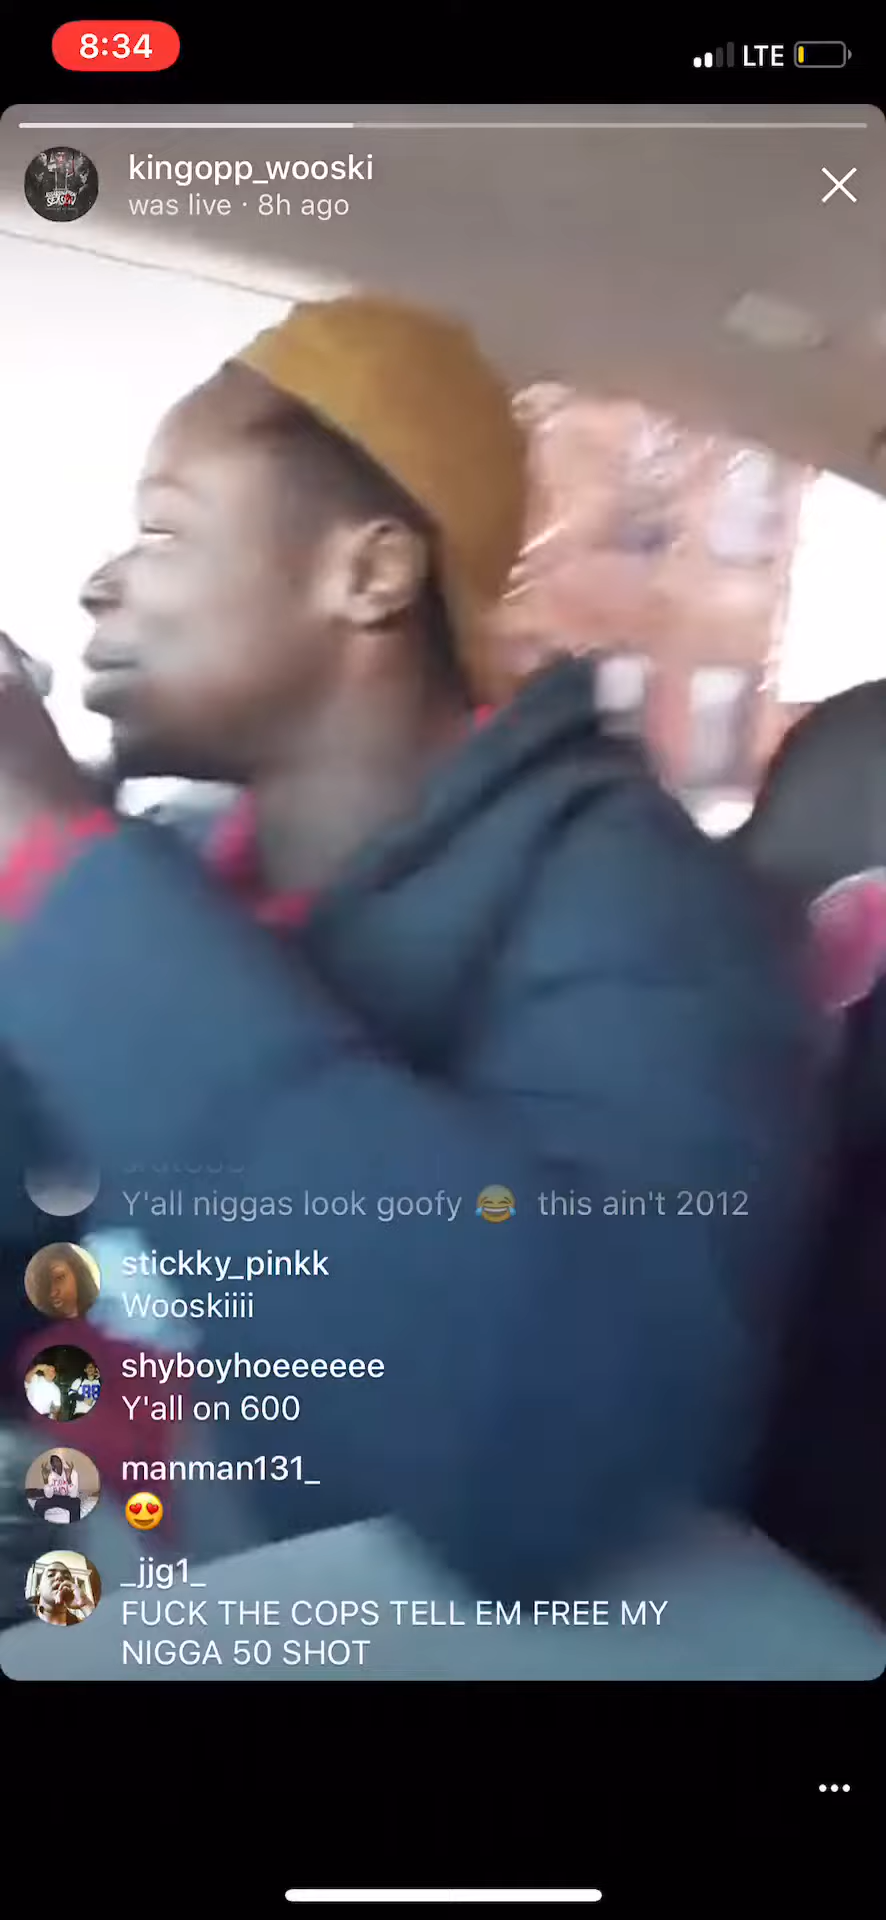 8:34
LTE
kingopp_wooski
was live · 8h ago
Y'all niggas look goofy 😂 this ain't 2012
stickky_pinkk
Wooskiiii
shyboyhoeeeeee
Y'all on 600
manman131_
😍
_jjg1_
FUCK THE COPS TELL EM FREE MY
NIGGA 50 SHOT